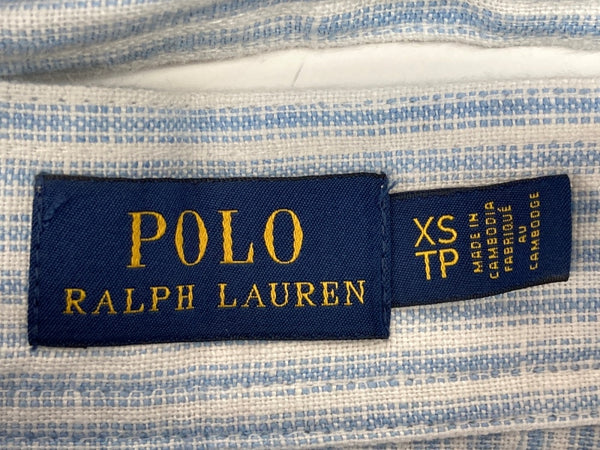 POLO
RALPH LAUREN
XS
TP
MADE IN
CAMBODIA
FABRIQUÉ
AU
CAMBODGE